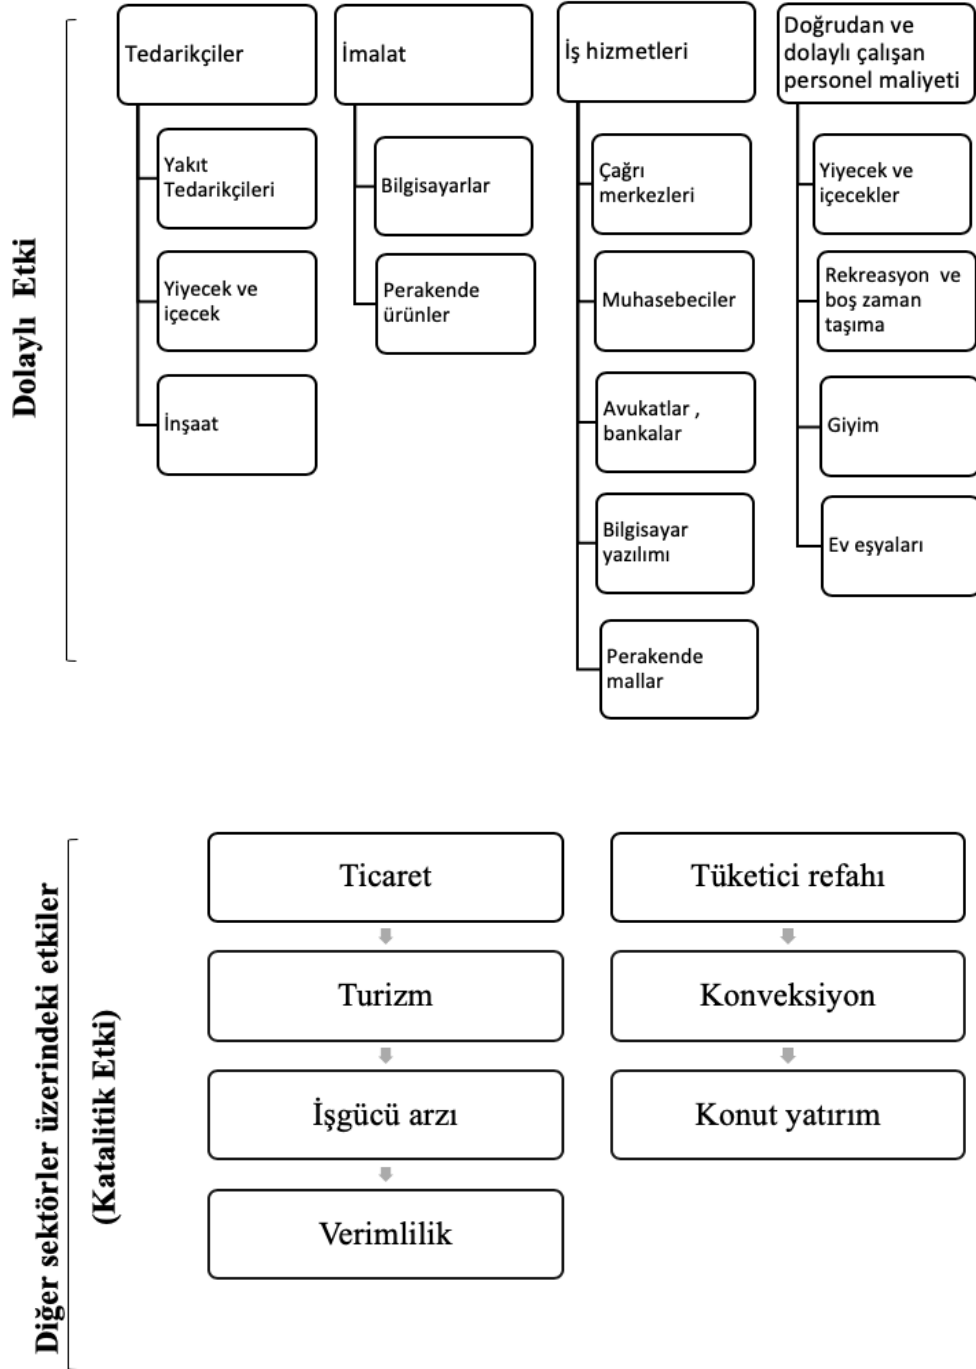 Dolaylı Etki
Tedarikçiler
Yakıt
Tedarikçileri
Yiyecek ve
içecek
İnşaat
İmalat
Bilgisayarlar
Perakende
ürünler
İş hizmetleri
Çağrı
merkezleri
Muhasebeciler
Avukatlar ,
bankalar
Bilgisayar
yazılımı
Perakende
mallar
Doğrudan ve
dolaylı çalışan
personel maliyeti
Yiyecek ve
içecekler
Rekreasyon ve
boş zaman
taşıma
Giyim
Ev eşyaları
Diğer sektörler üzerindeki etkiler
(Katalitik Etki)
Ticaret
Turizm
İşgücü arzı
Verimlilik
Tüketici refahı
Konveksiyon
Konut yatırım